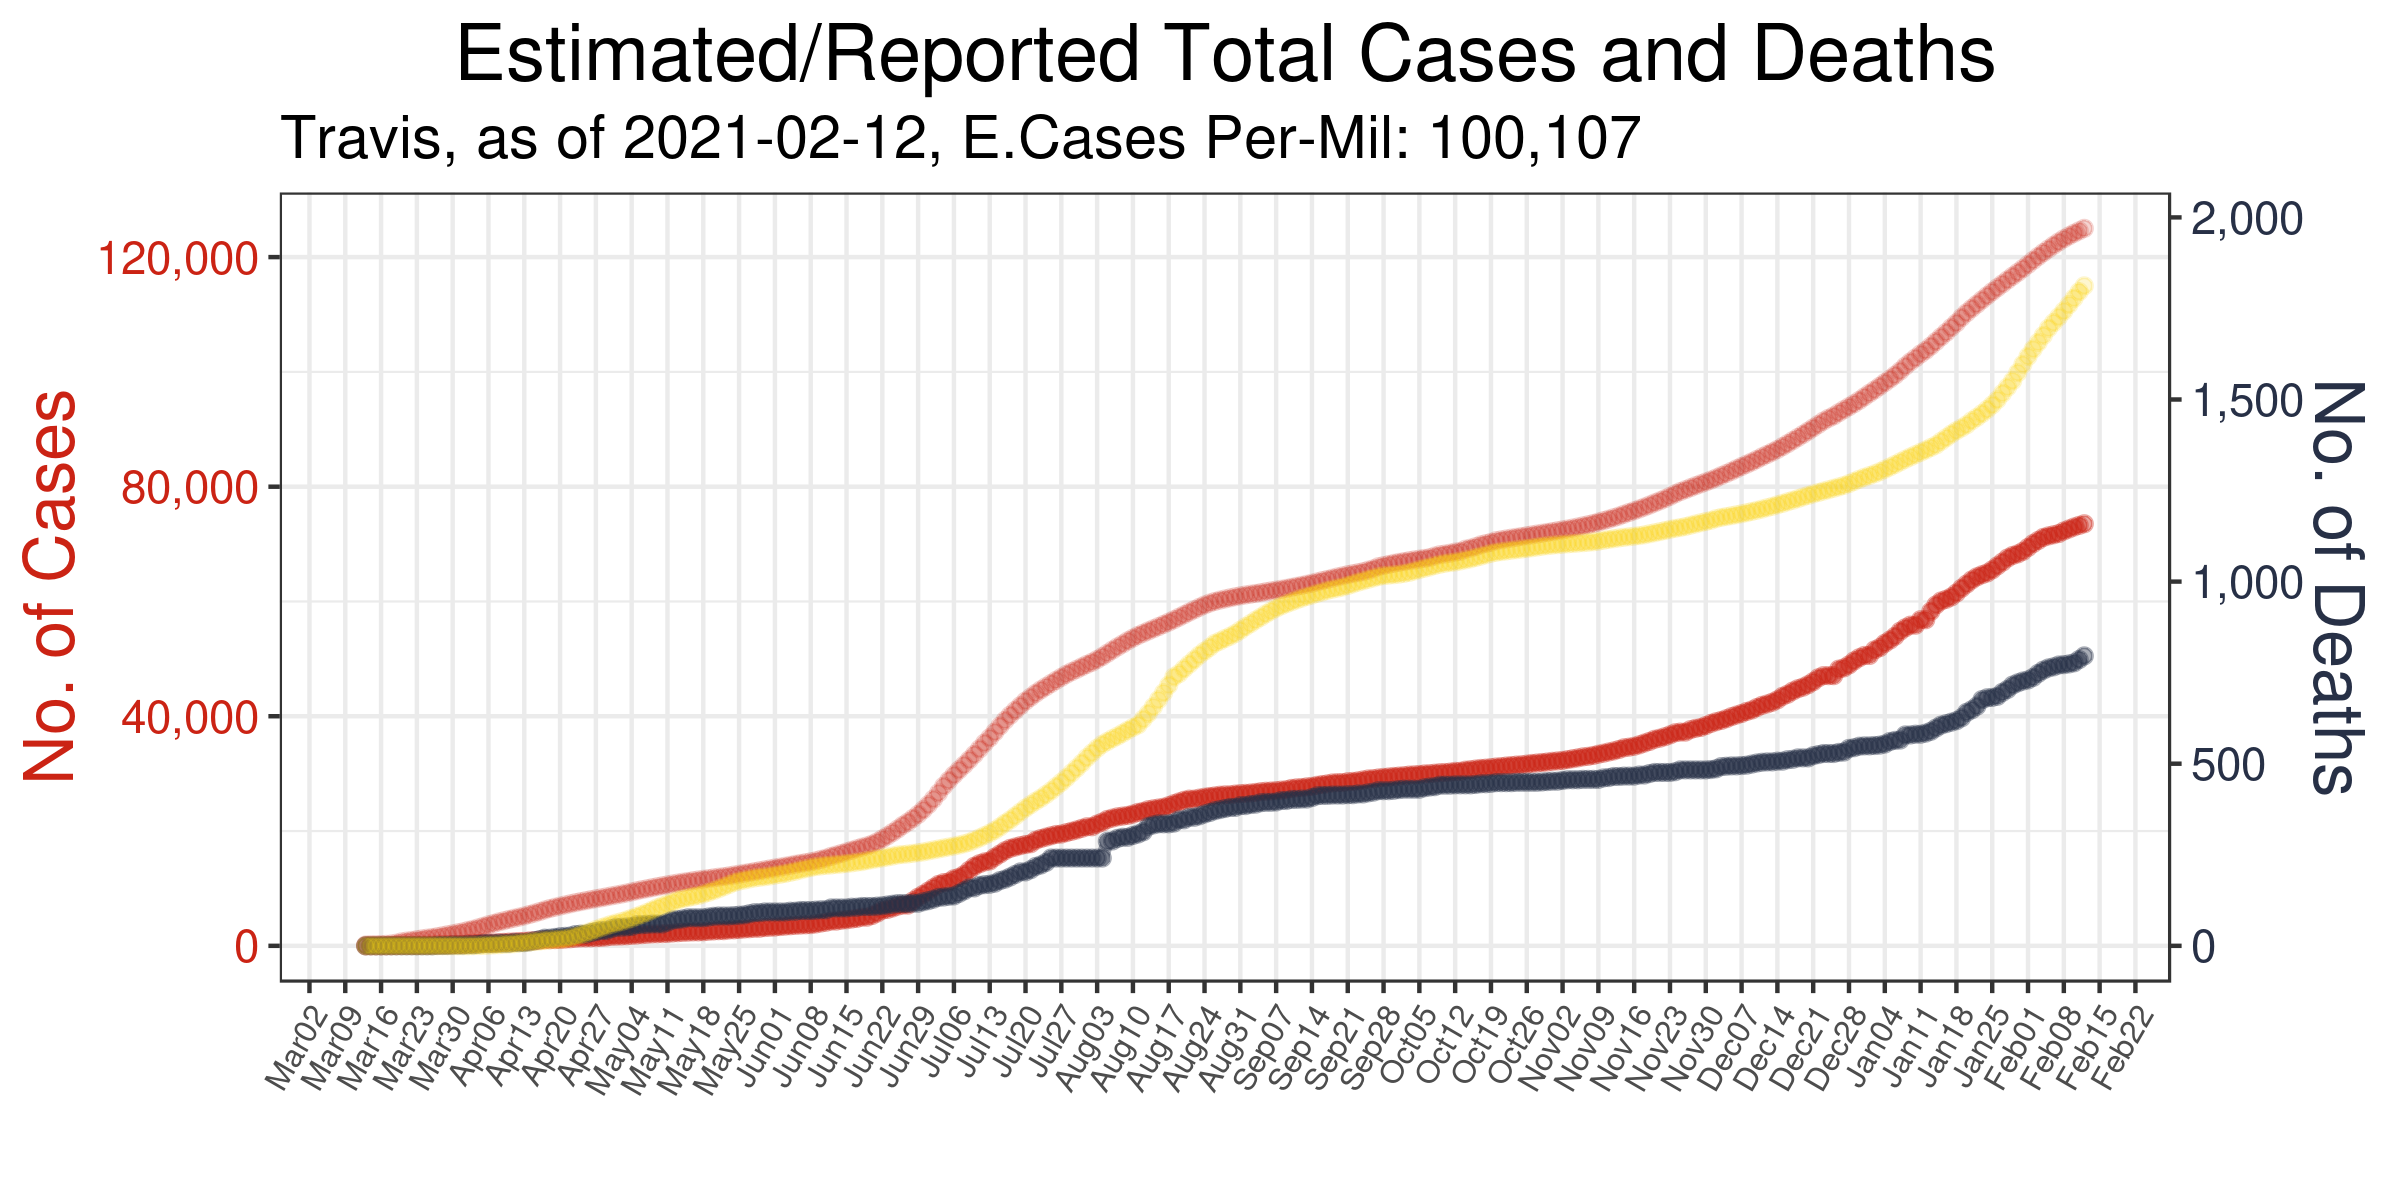 Estimated/Reported Total Cases and Deaths
Travis, as of 2021-02-12, E.Cases Per-Mil: 100,107
No. of Cases
120,000
80,000
40,000
0
2,000
1,500
1,000
500
0
No. of Deaths
Mar02 Mar09 Mar16 Mar23 Mar30 Apr06 Apr13 Apr20 Apr27 May04 May11 May18 May25 Jun01 Jun08 Jun15 Jun22 Jun29 Jul06 Jul13 Jul20 Jul27 Aug03 Aug10 Aug17 Aug24 Aug31 Sep07 Sep14 Sep21 Sep28 Oct05 Oct12 Oct19 Oct26 Nov02 Nov09 Nov16 Nov23 Nov30 Dec07 Dec14 Dec21 Dec28 Jan04 Jan11 Jan18 Jan25 Feb01 Feb08 Feb15 Feb22